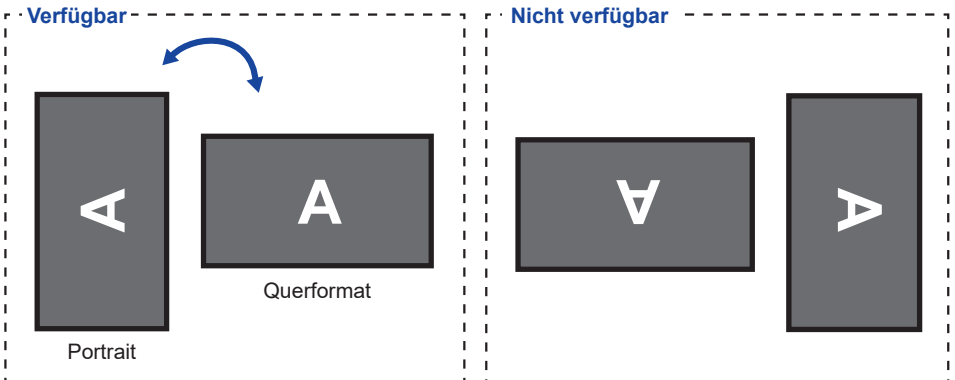 Verfügbar
A
A
Querformat
Portrait
Nicht verfügbar
A
A